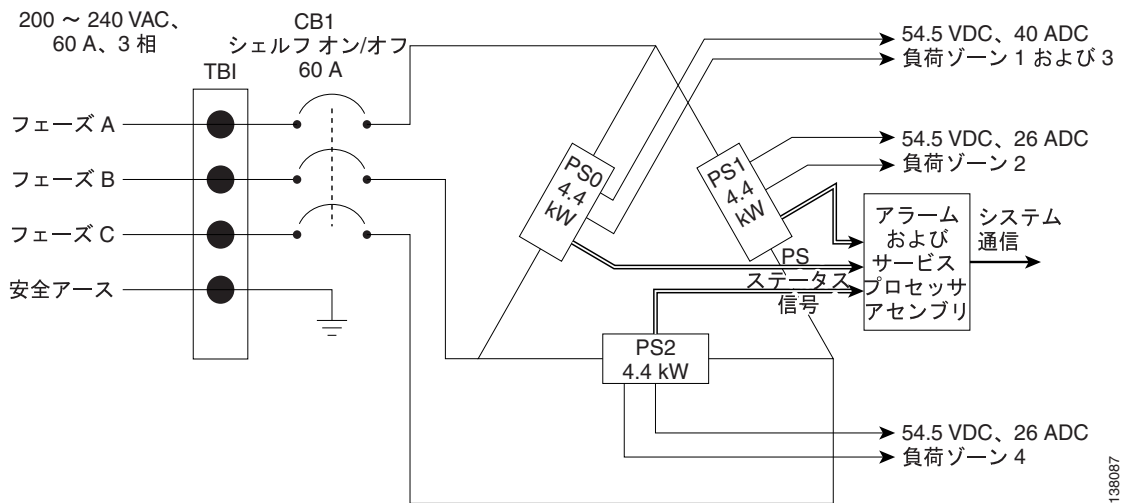 200 ～ 240 VAC、
60 A、3 相
TBI
CB1
シェルフ オン/オフ
60 A
フェーズ A
フェーズ B
フェーズ C
安全アース
PS0
4.4
kW
PS1
4.4
kW
PS2
4.4 kW
54.5 VDC、40 ADC
負荷ゾーン 1 および 3
54.5 VDC、26 ADC
負荷ゾーン 2
PS
ステータス
信号
アラーム
および
サービス
プロセッサ
アセンブリ
システム
通信
54.5 VDC、26 ADC
負荷ゾーン 4
138087